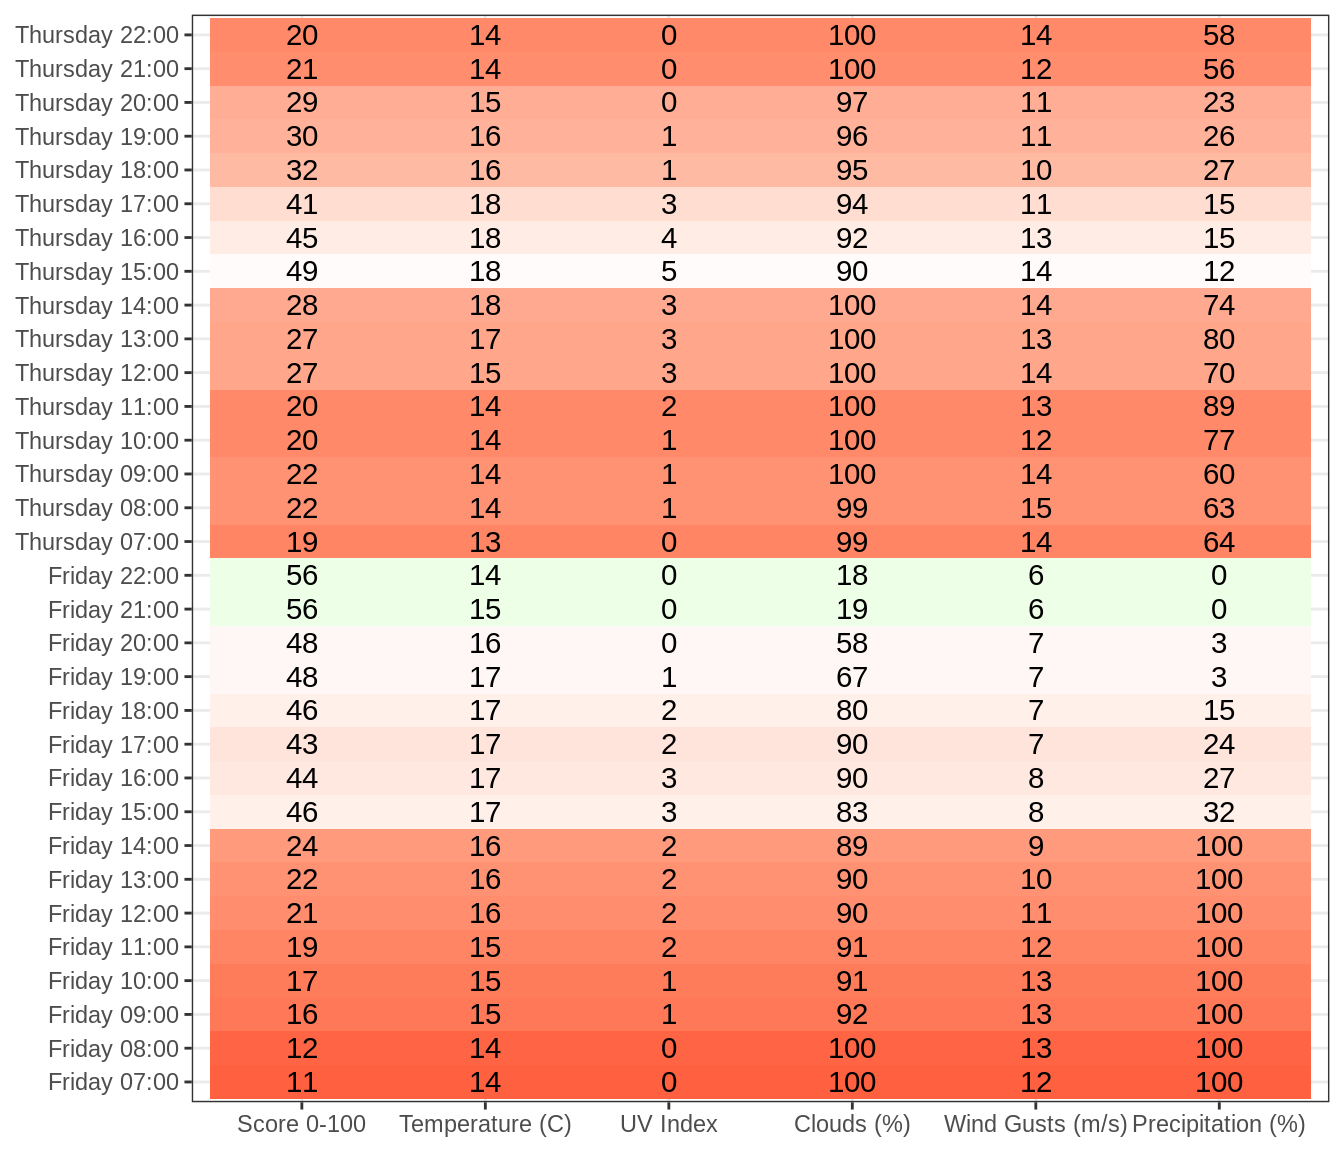 Thursday 22:00 20 14 0 100 14 58
Thursday 21:00 21 14 0 100 12 56
Thursday 20:00 29 15 0 97 11 23
Thursday 19:00 30 16 1 96 11 26
Thursday 18:00 32 16 1 95 10 27
Thursday 17:00 41 18 3 94 11 15
Thursday 16:00 45 18 4 92 13 15
Thursday 15:00 49 18 5 90 14 12
Thursday 14:00 28 18 3 100 14 74
Thursday 13:00 27 17 3 100 13 80
Thursday 12:00 27 15 3 100 14 70
Thursday 11:00 20 14 2 100 13 89
Thursday 10:00 20 14 1 100 12 77
Thursday 09:00 22 14 1 100 14 60
Thursday 08:00 22 14 1 99 15 63
Thursday 07:00 19 13 0 99 14 64
Friday 22:00 56 14 0 18 6 0
Friday 21:00 56 15 0 19 6 0
Friday 20:00 48 16 0 58 7 3
Friday 19:00 48 17 1 67 7 3
Friday 18:00 46 17 2 80 7 15
Friday 17:00 43 17 2 90 7 24
Friday 16:00 44 17 3 90 8 27
Friday 15:00 46 17 3 83 8 32
Friday 14:00 24 16 2 89 9 100
Friday 13:00 22 16 2 90 10 100
Friday 12:00 21 16 2 90 11 100
Friday 11:00 19 15 2 91 12 100
Friday 10:00 17 15 1 91 13 100
Friday 09:00 16 15 1 92 13 100
Friday 08:00 12 14 0 100 13 100
Friday 07:00 11 14 0 100 12 100
Score 0-100 Temperature (C) UV Index Clouds (%) Wind Gusts (m/s) Precipitation (%)